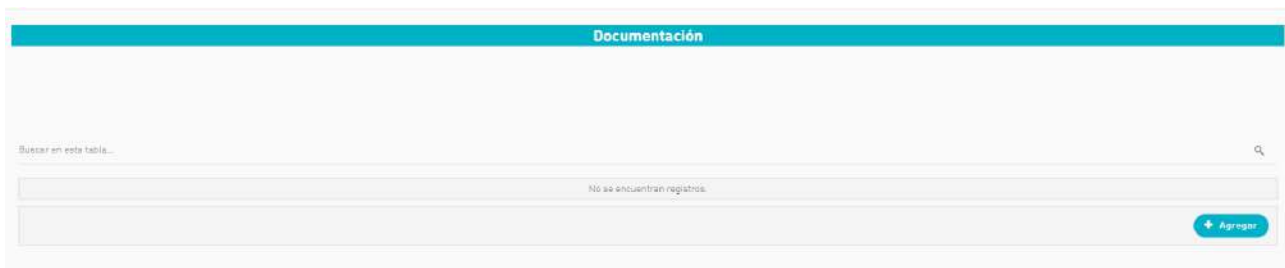 Documentación
Buscar en esta tabla...
No se encuentran registros.
Agregar